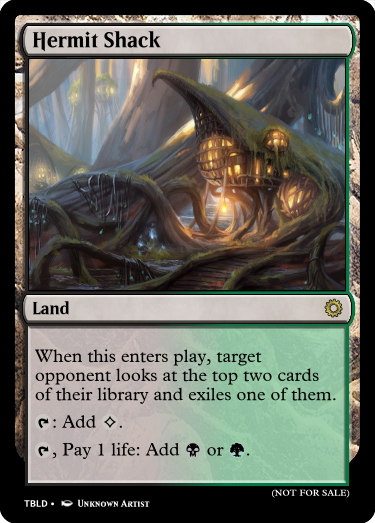 Hermit Shack
Land
When this enters play, target
opponent looks at the top two cards
of their library and exiles one of them.
: Add .
, Pay 1 life: Add or .
(NOT FOR SALE)
TBLD • Unknown Artist